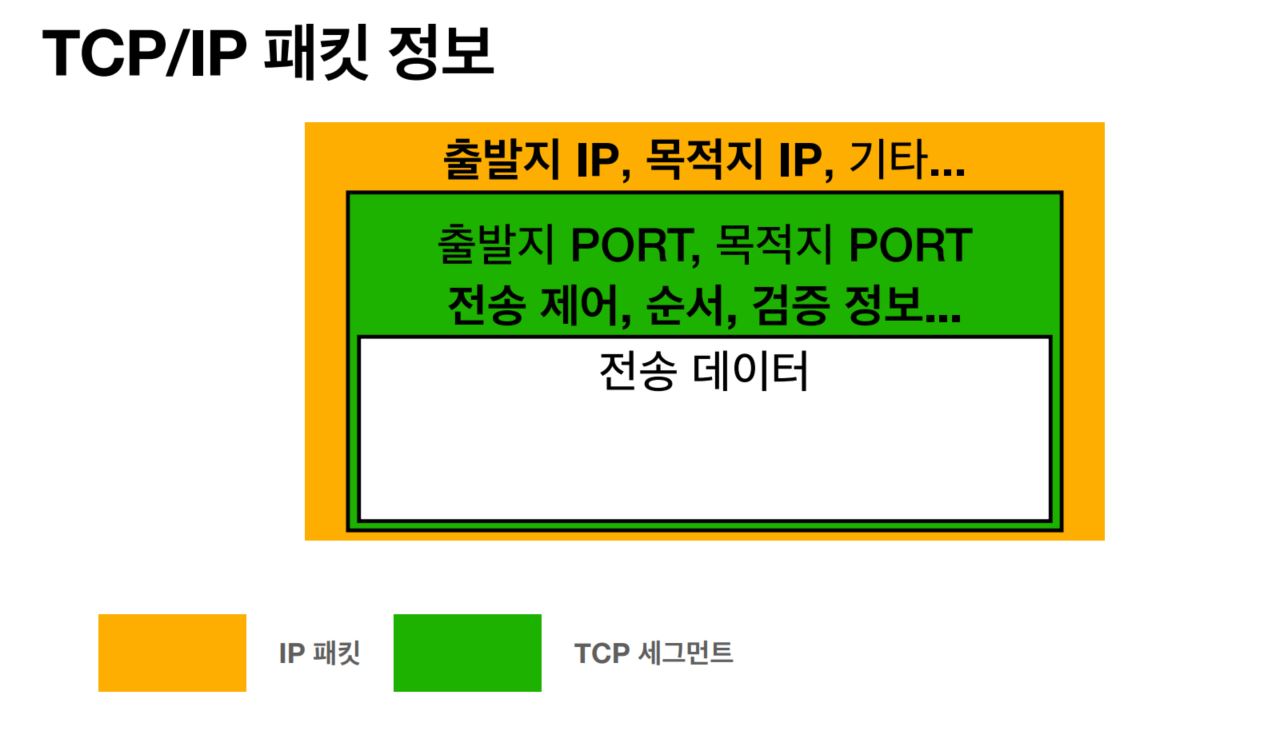 TCP/IP 패킷 정보
출발지 IP, 목적지 IP, 기타...
출발지 PORT, 목적지 PORT
전송 제어, 순서, 검증 정보...
전송 데이터
IP 패킷
TCP 세그먼트